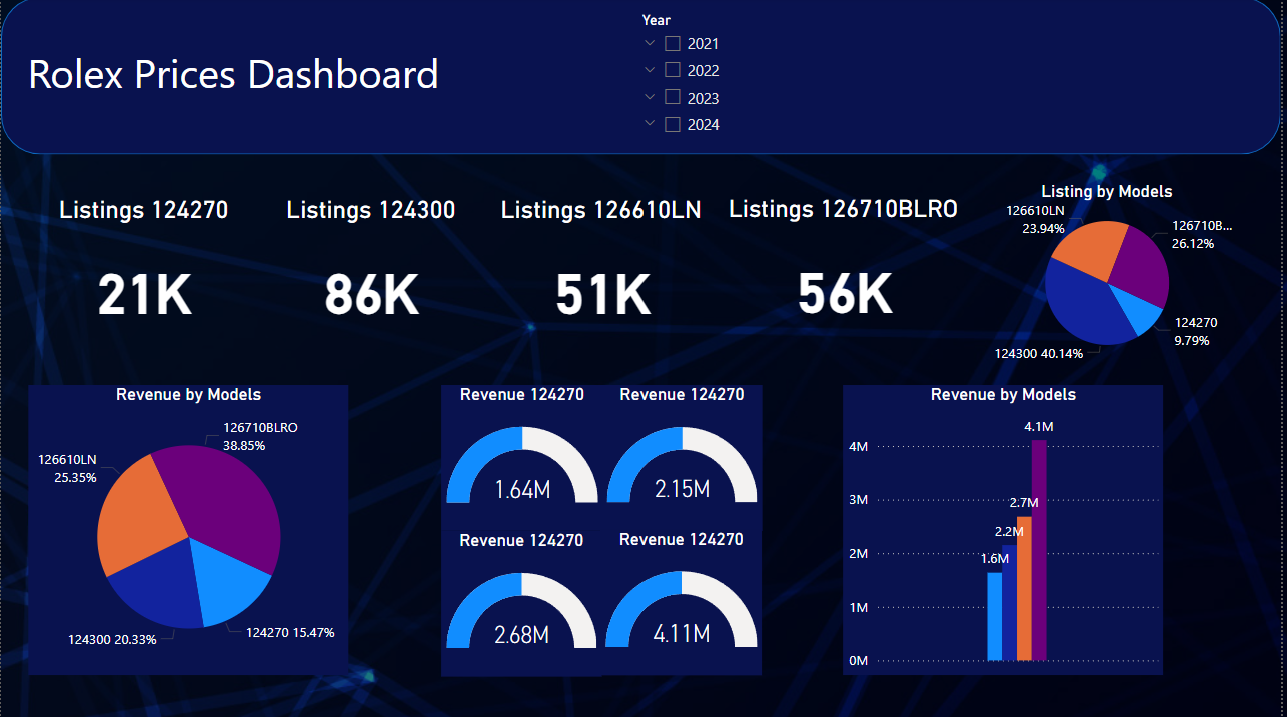 Year
2021
2022
2023
2024
Rolex Prices Dashboard
Listings 124270
Listings 124300
Listings 126610LN
Listings 126710BLRO
21K
86K
51K
56K
Listing by Models
126610LN
23.94%
126710B...
26.12%
124270
9.79%
124300 40.14%
Revenue by Models
126710BLRO
38.85%
126610LN
25.35%
124300 20.33%
124270 15.47%
Revenue 124270
1.64M
Revenue 124270
2.15M
Revenue 124270
2.68M
Revenue 124270
4.11M
Revenue by Models
4.1M
4M
3M
2.7M
2.2M
2M
1.6M
1M
0M